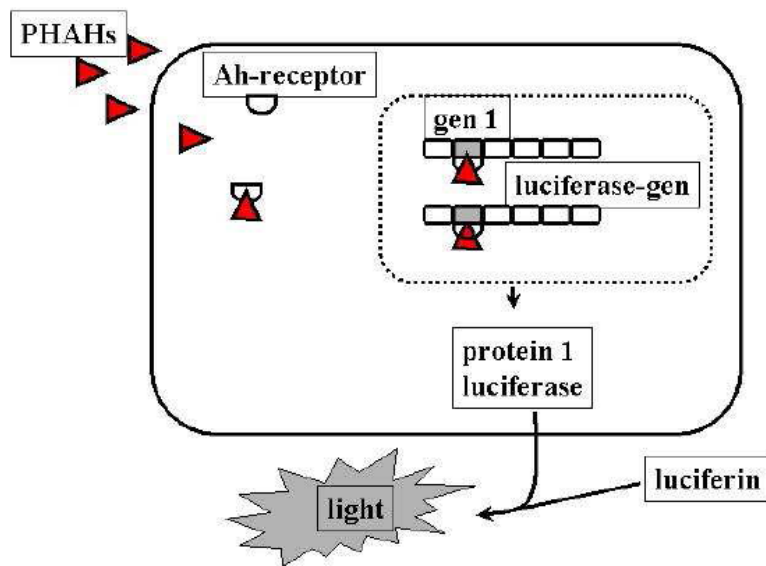 PHAHs
Ah-receptor
gen 1
luciferase-gen
protein 1
luciferase
luciferin
light